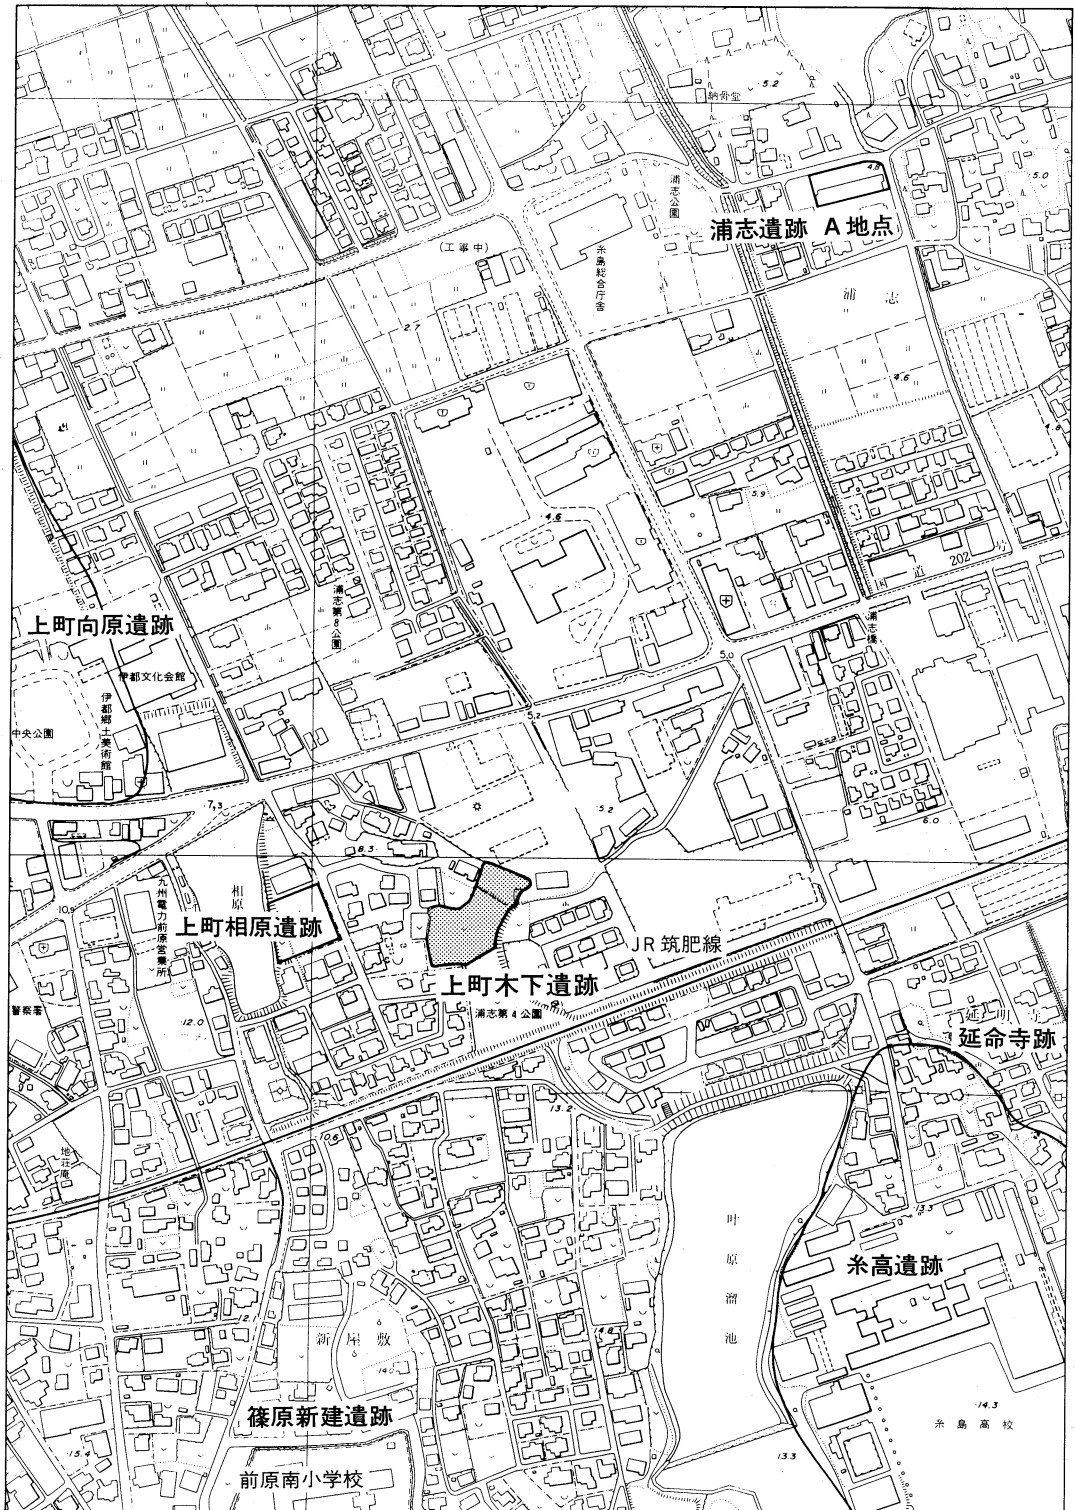 5.2
納骨堂
4.8
浦志公園
5.0
浦志遺跡 A地点
(工事中)
糸島総合庁舎
浦志
2.7
4.6
4.8
5.9
4.6
国道 202号
浦志第8公園
浦志橋
上町向原遺跡
5.0
伊都文化会館
伊都郷土美術館
5.2
中央公園
7.3
5.2
6.0
8.3
相原
九州電力前原営業所
上町相原遺跡
JR筑肥線
上町木下遺跡
浦志第4公園
警察署
12.0
延命寺跡
13.2
10.6
地荘庵
叶原溜池
13.3
糸高遺跡
12.1
新屋敷
14.8
14.0
篠原新建遺跡
14.3
糸島高校
15.4
13.3
前原南小学校